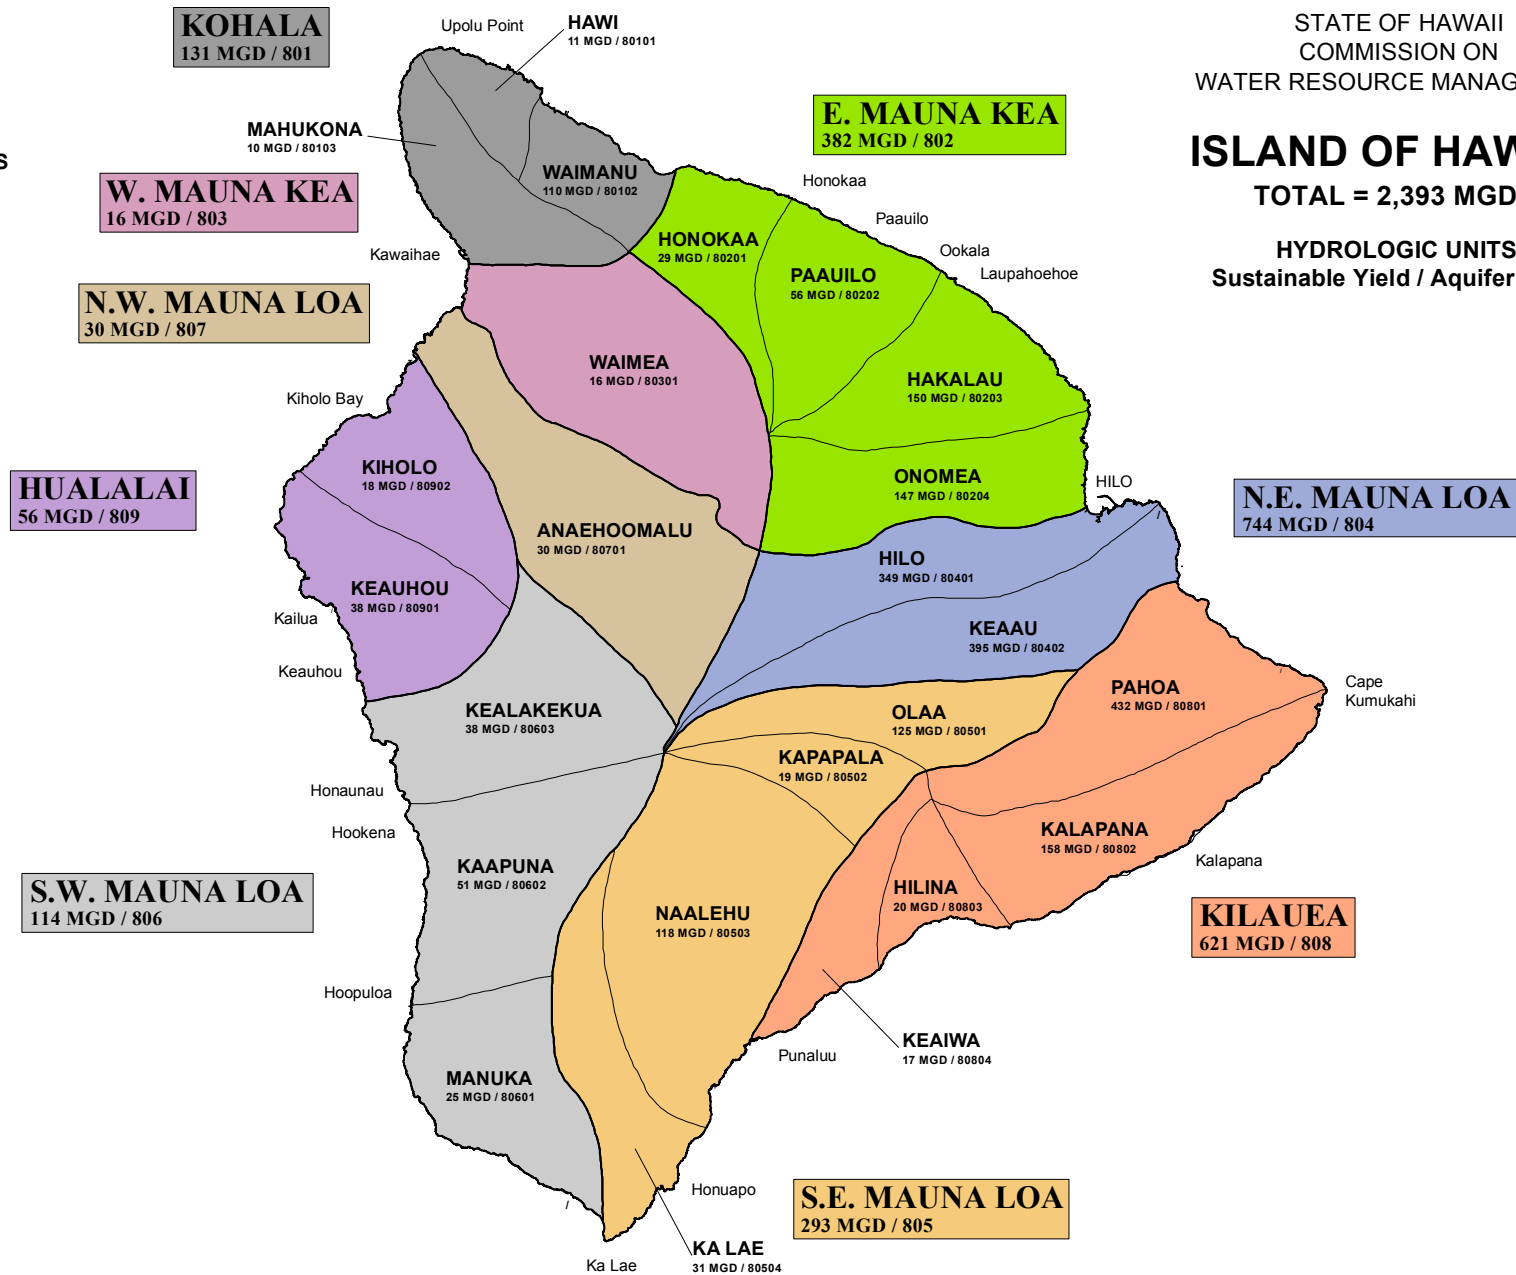 KOHALA
131 MGD / 801
Upolu Point
HAWI
11 MGD / 80101
STATE OF HAWAII
COMMISSION ON
WATER RESOURCE MANAG
E. MAUNA KEA
382 MGD / 802
MAHUKONA
10 MGD / 80103
ISLAND OF HAW
TOTAL = 2,393 MGD
S
WAIMANU
110 MGD / 80102
Honokaa
W. MAUNA KEA
16 MGD / 803
Paauilo
Kawaihae
HONOKAA
29 MGD / 80201
Ookala
Laupahoehoe
HYDROLOGIC UNITS
Sustainable Yield / Aquifer
PAAUILO
56 MGD / 80202
N.W. MAUNA LOA
30 MGD / 807
WAIMEA
16 MGD / 80301
HAKALAU
150 MGD / 80203
Kiholo Bay
KIHOLO
18 MGD / 80902
ONOMEA
147 MGD / 80204
HILO
HUALALAI
56 MGD / 809
N.E. MAUNA LOA
744 MGD / 804
ANAEHOOMALU
30 MGD / 80701
HILO
349 MGD / 80401
KEAUHOU
38 MGD / 80901
Kailua
KEAAU
395 MGD / 80402
Keauhou
PAHOA
432 MGD / 80801
Cape
Kumukahi
KEALAKEKUA
38 MGD / 80603
OLAA
125 MGD / 80501
KAPAPALA
19 MGD / 80502
Honaunau
Hookena
KALAPANA
158 MGD / 80802
Kalapana
KAAPUNA
51 MGD / 80602
S.W. MAUNA LOA
114 MGD / 806
HILINA
20 MGD / 80803
NAALEHU
118 MGD / 80503
KILAUEA
621 MGD / 808
Hoopuloa
KEAIWA
17 MGD / 80804
Punaluu
MANUKA
25 MGD / 80601
Honuapo
S.E. MAUNA LOA
293 MGD / 805
KA LAE
31 MGD / 80504
Ka Lae